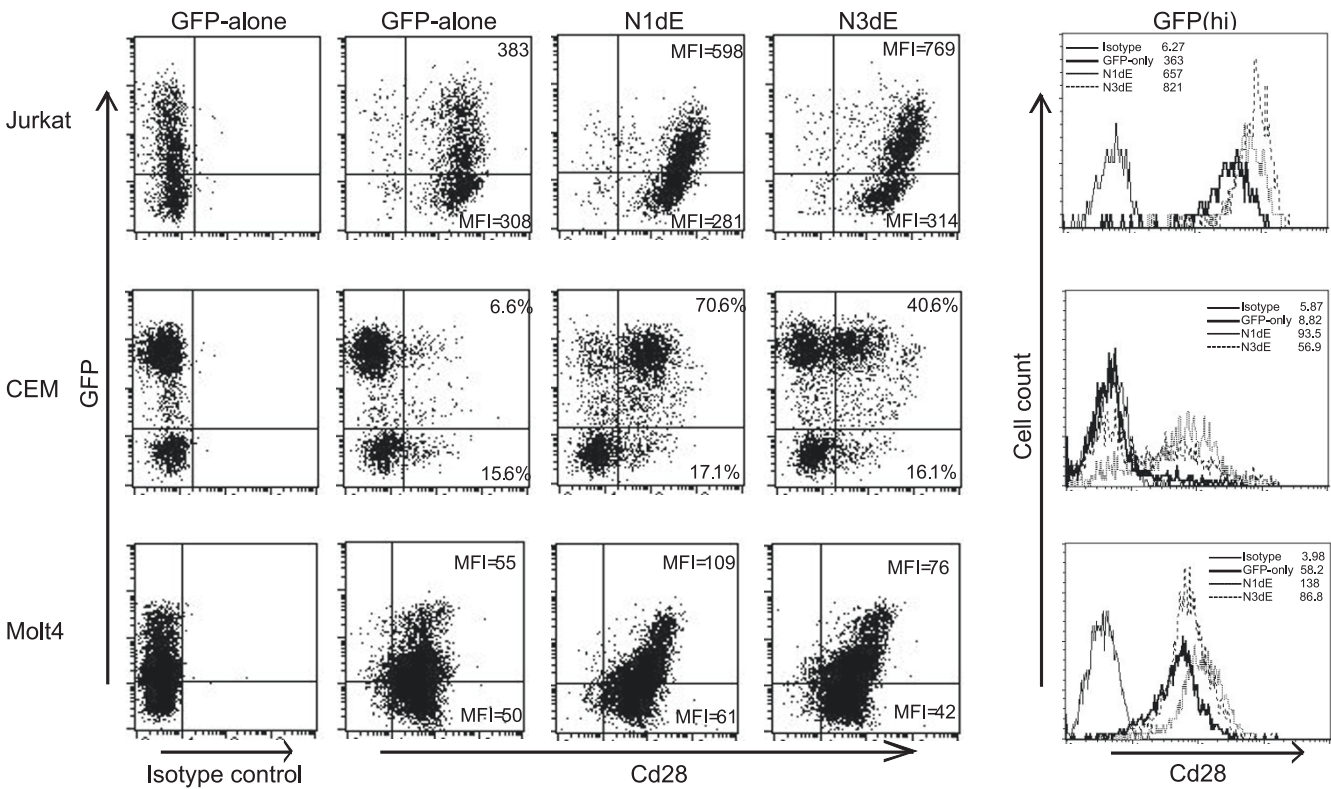 GFP-alone GFP-alone N1dE N3dE GFP(hi)
Jurkat
383
MFI=308
MFI=598
MFI=281
MFI=769
MFI=314
Isotype 6.27
GFP-only 363
N1dE 657
N3dE 821
CEM
6.6%
15.6%
70.6%
17.1%
40.6%
16.1%
Isotype 5.87
GFP-only 8.82
N1dE 93.5
N3dE 56.9
GFP
Cell count
Molt4
MFI=55
MFI=50
MFI=109
MFI=61
MFI=76
MFI=42
Isotype 3.98
GFP-only 58.2
N1dE 138
N3dE 86.8
Isotype control
Cd28
Cd28